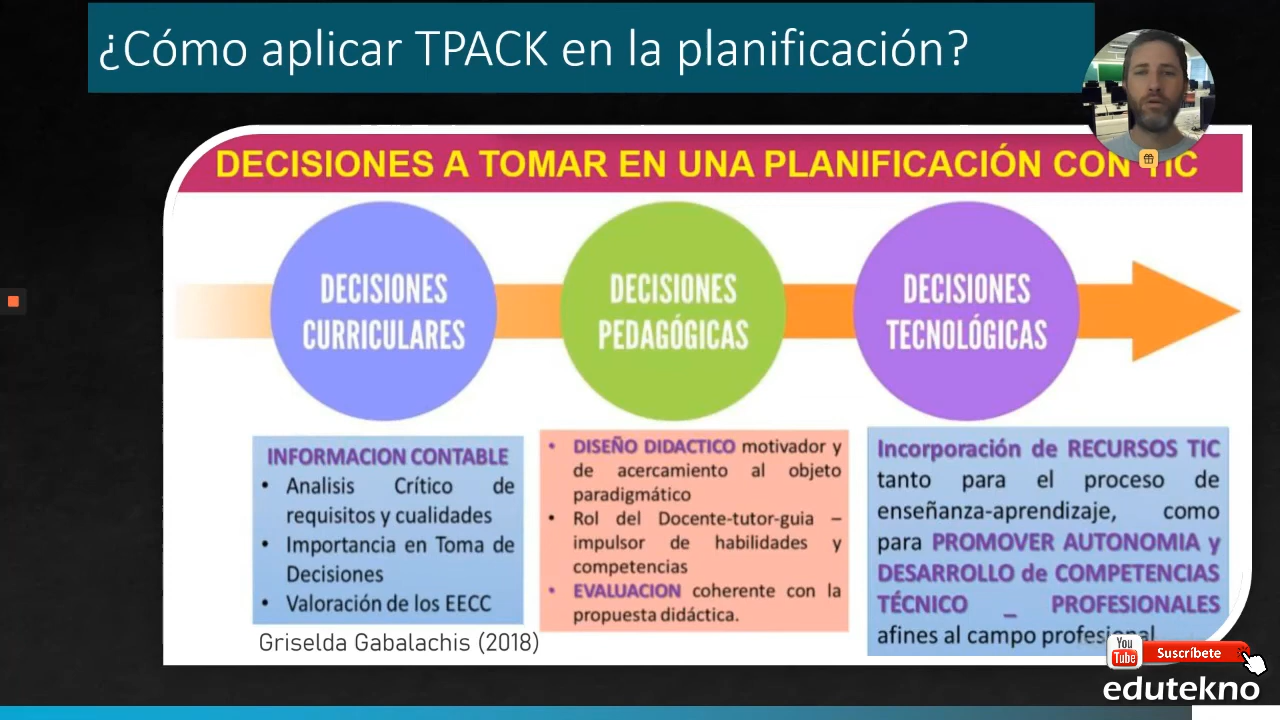 ¿Cómo aplicar TPACK en la planificación?
DECISIONES A TOMAR EN UNA PLANIFICACIÓN CON TIC
DECISIONES
CURRICULARES
DECISIONES
PEDAGÓGICAS
DECISIONES
TECNOLÓGICAS
INFORMACION CONTABLE
• Analisis Crítico de
requisitos y cualidades
• Importancia en Toma de
Decisiones
• Valoración de los EECC
Griselda Gabalachis (2018)
• DISEÑO DIDACTICO motivador y
de acercamiento al objeto
paradigmático
• Rol del Docente-tutor-guia –
impulsor de habilidades y
competencias
• EVALUACION coherente con la
propuesta didáctica.
Incorporación de RECURSOS TIC
tanto para el proceso de
enseñanza-aprendizaje, como
para PROMOVER AUTONOMIA y
DESARROLLO de COMPETENCIAS
TÉCNICO _ PROFESIONALES
afines al campo profesional
You
Tube
Suscríbete
edutekno